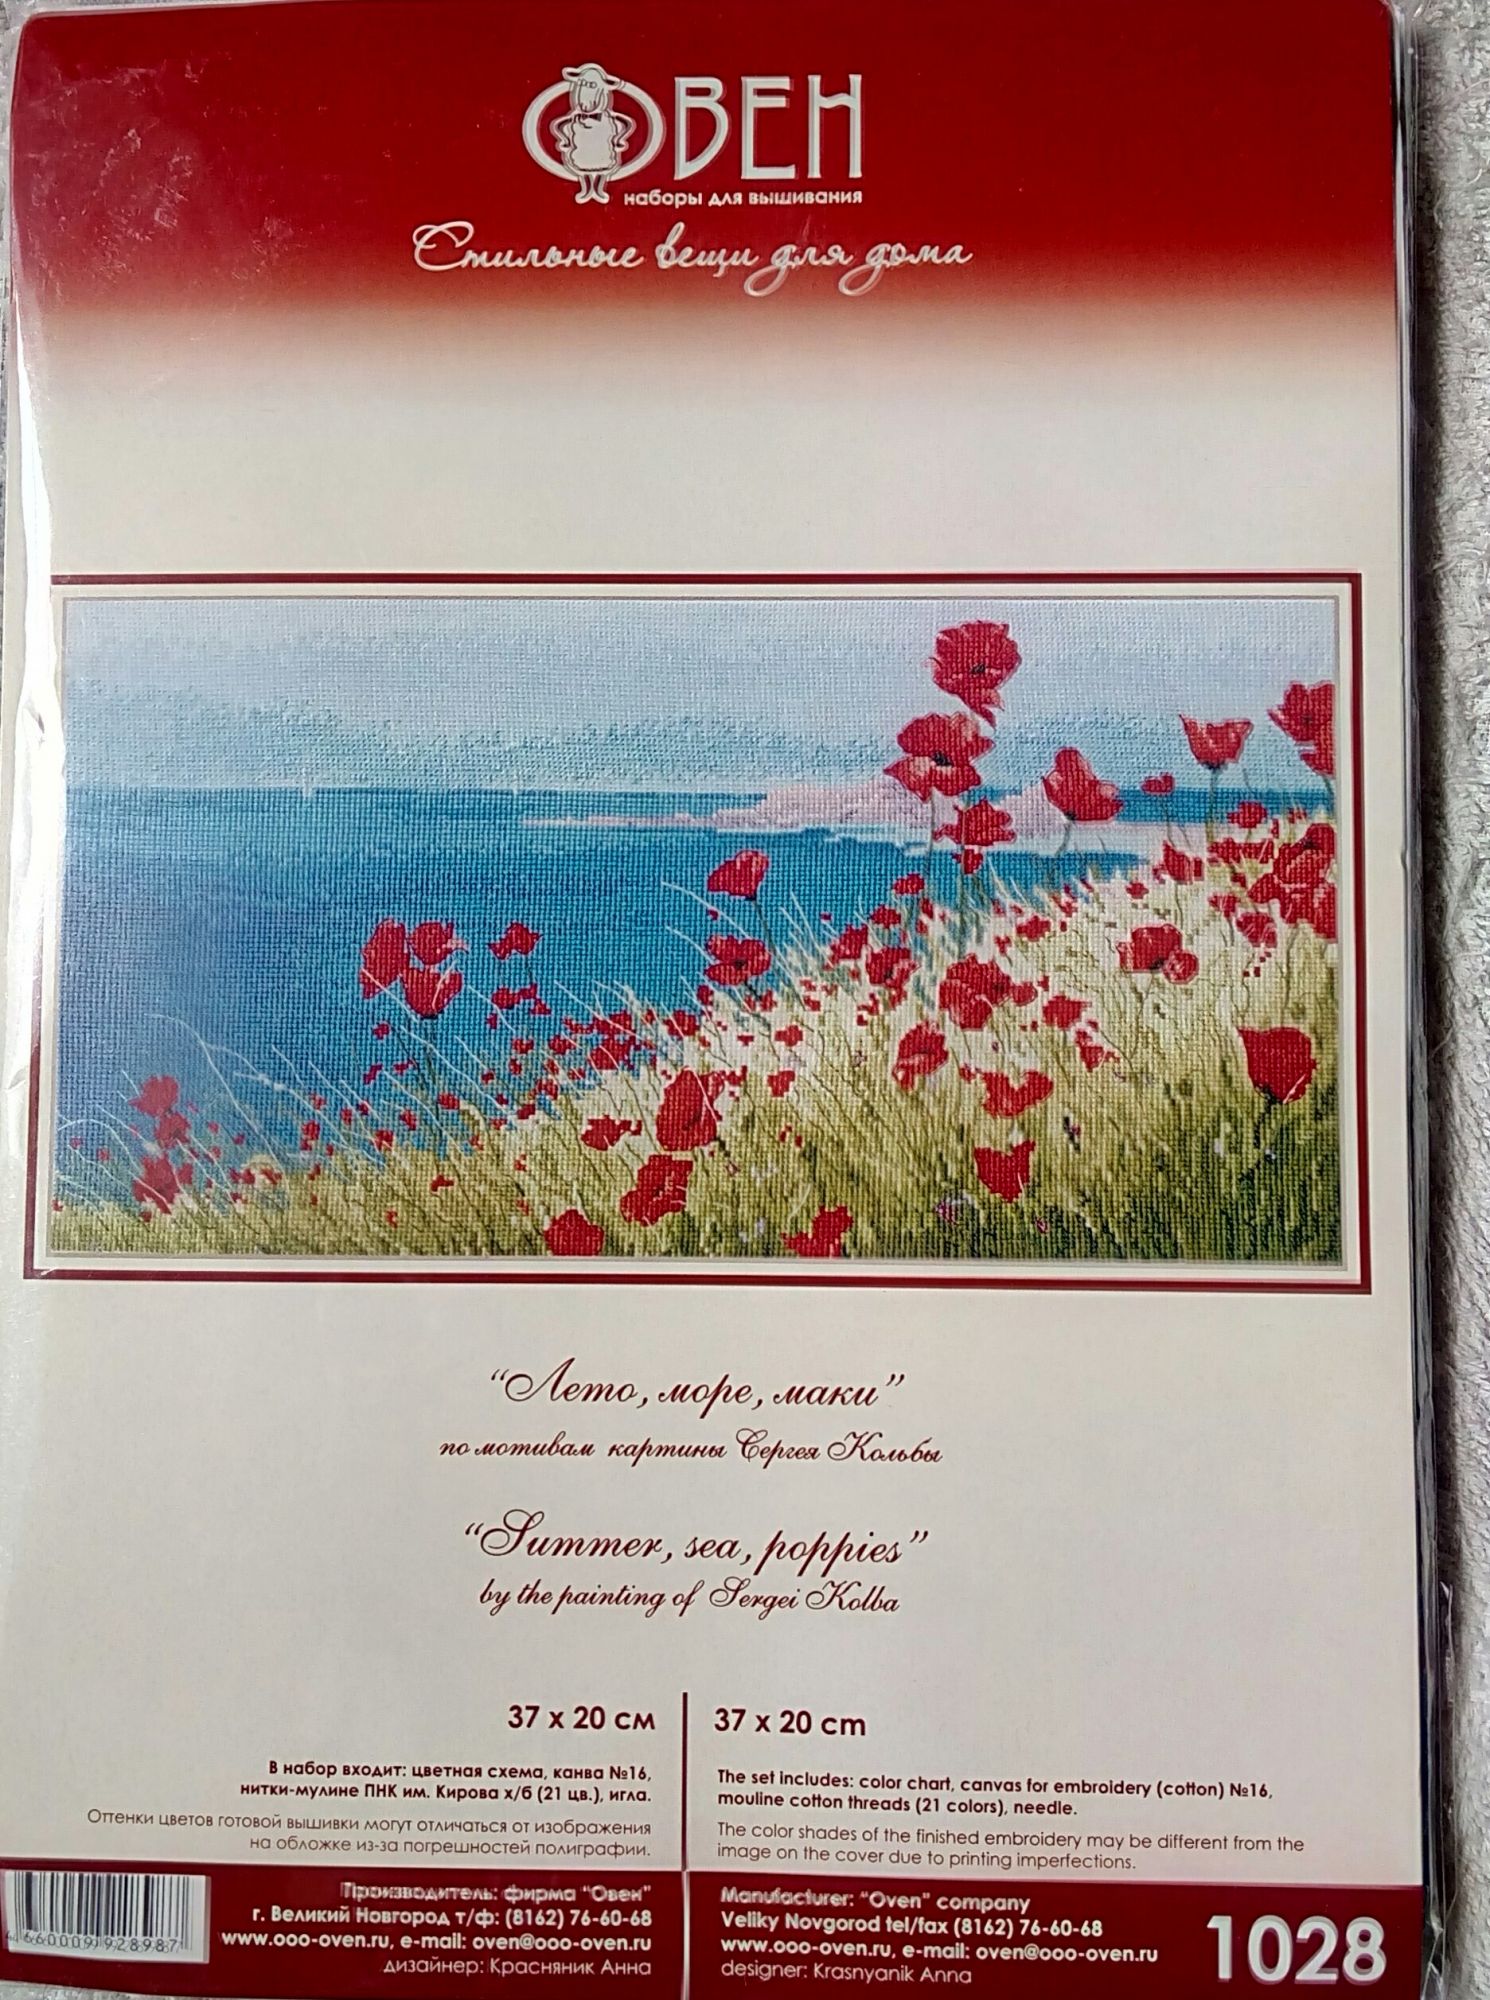 ОВЕН
наборы для вышивания
Стильные вещи для дома
"Лето, море, маки"
по мотивам картины Сергея Кольбы
"Summer, sea, poppies"
by the painting of Sergei Kolba
37 x 20 см
В набор входит: цветная схема, канва №16,
нитки-мулине ПНК им. Кирова х/б (21 цв.), игла.
Оттенки цветов готовой вышивки могут отличаться от изображения
на обложке из-за погрешностей полиграфии.
37 x 20 cm
The set includes: color chart, canvas for embroidery (cotton) №16,
mouline cotton threads (21 colors), needle.
The color shades of the finished embroidery may be different from the
image on the cover due to printing imperfections.
Производитель: фирма "Овен"
г. Великий Новгород т/ф: (8162) 76-60-68
www.ooo-oven.ru, e-mail: oven@ooo-oven.ru
дизайнер: Красняник Анна
Manufacturer: "Oven" company
Veliky Novgorod tel/fax (8162) 76-60-68
www.ooo-oven.ru, e-mail: oven@ooo-oven.ru
designer: Krasnyanik Anna
1028